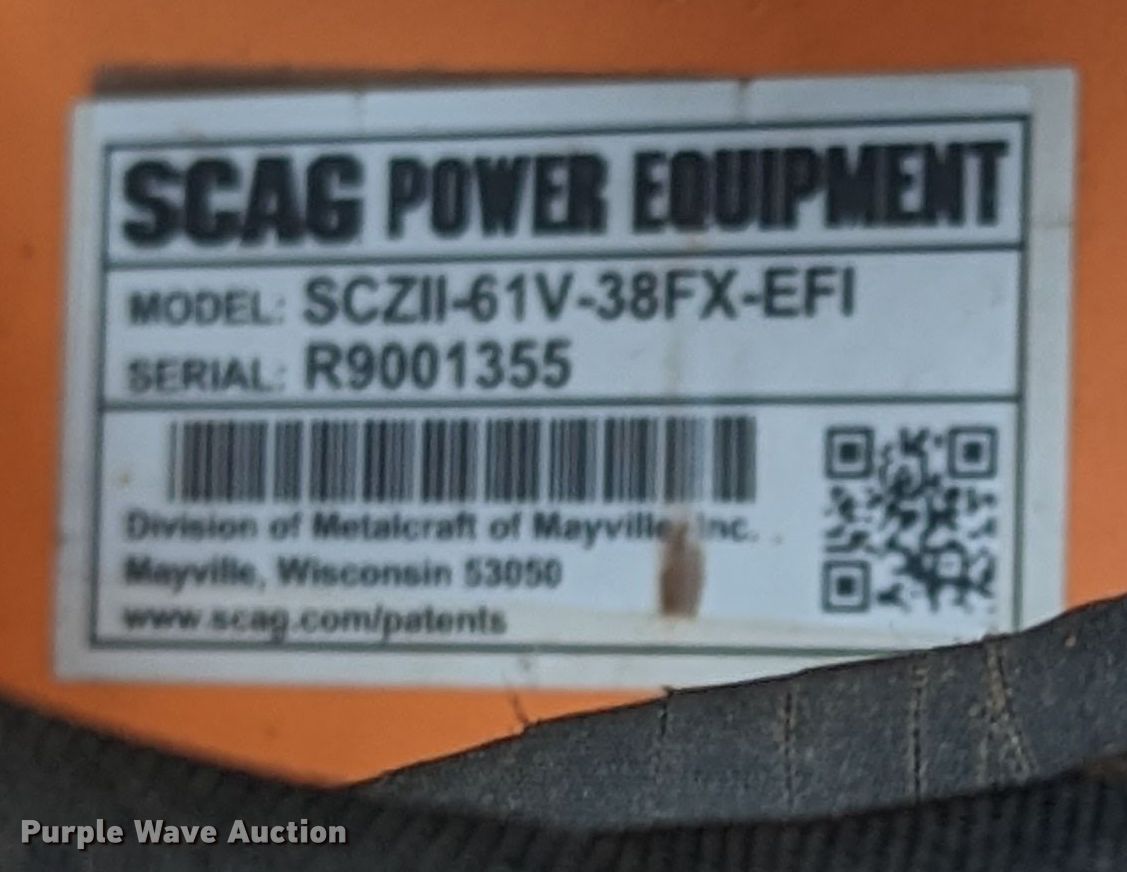 SCAG POWER EQUIPMENT
MODEL: SCZII-61V-38FX-EFI
SERIAL: R9001355
Division of Metalcraft of Mayville, Inc.
Mayville, Wisconsin 53050
www.scag.com/patents
Purple Wave Auction